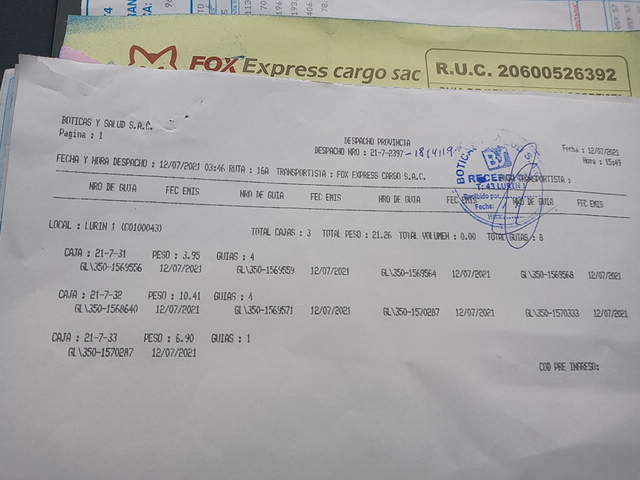 FOX Express cargo sac
R.U.C. 20600526392
BOTICAS Y SALUD S.A.C.
Pagina : 1
DESPACHO PROVINCIA
DESPACHO NRO : 21-7-2397
Fecha : 12/07/2021
Hora : 15:49
FECHA Y HORA DESPACHO : 12/07/2021 03:46 RUTA : 16A TRANSPORTISTA : FOX EXPRESS CARGO S.A.C.
NRO DE GUIA FEC EMIS NRO DE GUIA FEC EMIS NRO DE GUIA FEC NRO DE GUIA FEC EMIS
LOCAL : LURIN 1 (C0100043) TOTAL CAJAS : 3 TOTAL PESO : 21.26 TOTAL VOLUMEN : 0.00 TOTAL GUIAS : 8
CAJA : 21-7-31 PESO : 3.95 GUIAS : 4
GL\350-1569556 12/07/2021 GL\350-1569559 12/07/2021 GL\350-1569564 12/07/2021 GL\350-1569568 12/07/2021
CAJA : 21-7-32 PESO : 10.41 GUIAS : 4
GL\350-1568640 12/07/2021 GL\350-1569571 12/07/2021 GL\350-1570287 12/07/2021 GL\350-1570333 12/07/2021
CAJA : 21-7-33 PESO : 6.90 GUIAS : 1
GL\350-1570287 12/07/2021
COD PRE INGRESO: